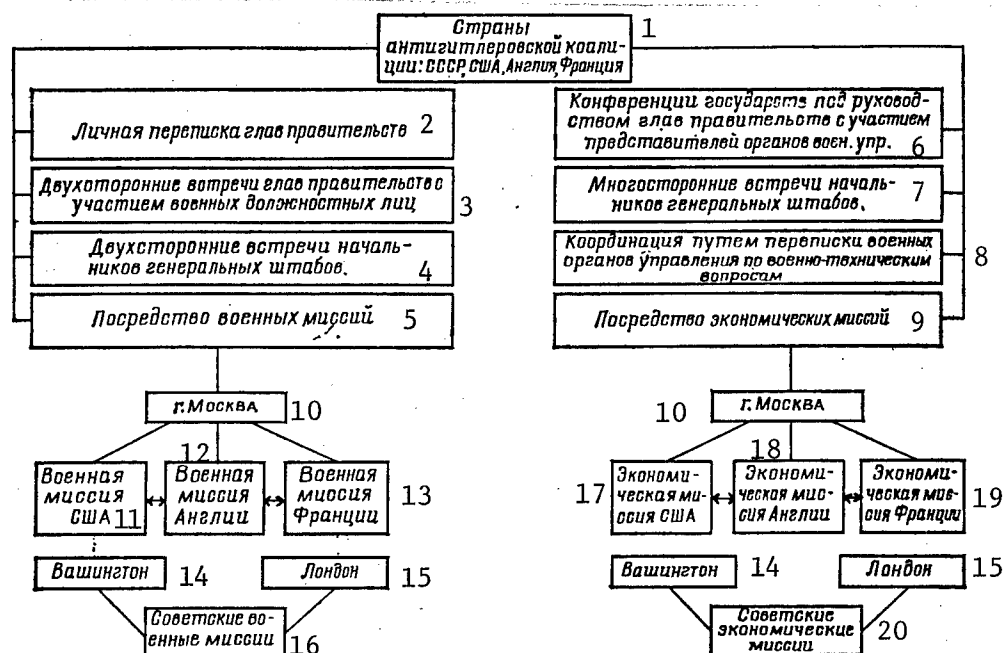 Страны
антигитлеровской коали-
ции: СССР, США, Англия, Франция
1
Личная переписка глав правительств
2
Двухсторонние встречи глав правительств с
участием военных должностных лиц
3
Двухсторонние встречи началь-
ников генеральных штабов.
4
Посредство военных миссий
5
Конференции государств под руковод-
ством глав правительств с участием
представителей органов воен. упр.
6
Многосторонние встречи началь-
ников генеральных штабов.
7
Координация путем переписки военных
органов управления по военно-техническим
вопросам
8
Посредство экономических миссий
9
г. Москва
10
Военная
миссия
США
11
12
Военная
миссия
Англии
Военная
миссия
Франции
13
Вашингтон
14
Лондон
15
Советские во-
енные миссии
16
10
г. Москва
17
Экономи-
ческая ми-
ссия США
18
Экономи-
ческая мис-
сия Англии
Экономи-
ческая мис-
сия Франции
19
Вашингтон
14
Лондон
15
Советские
экономические
миссии
20